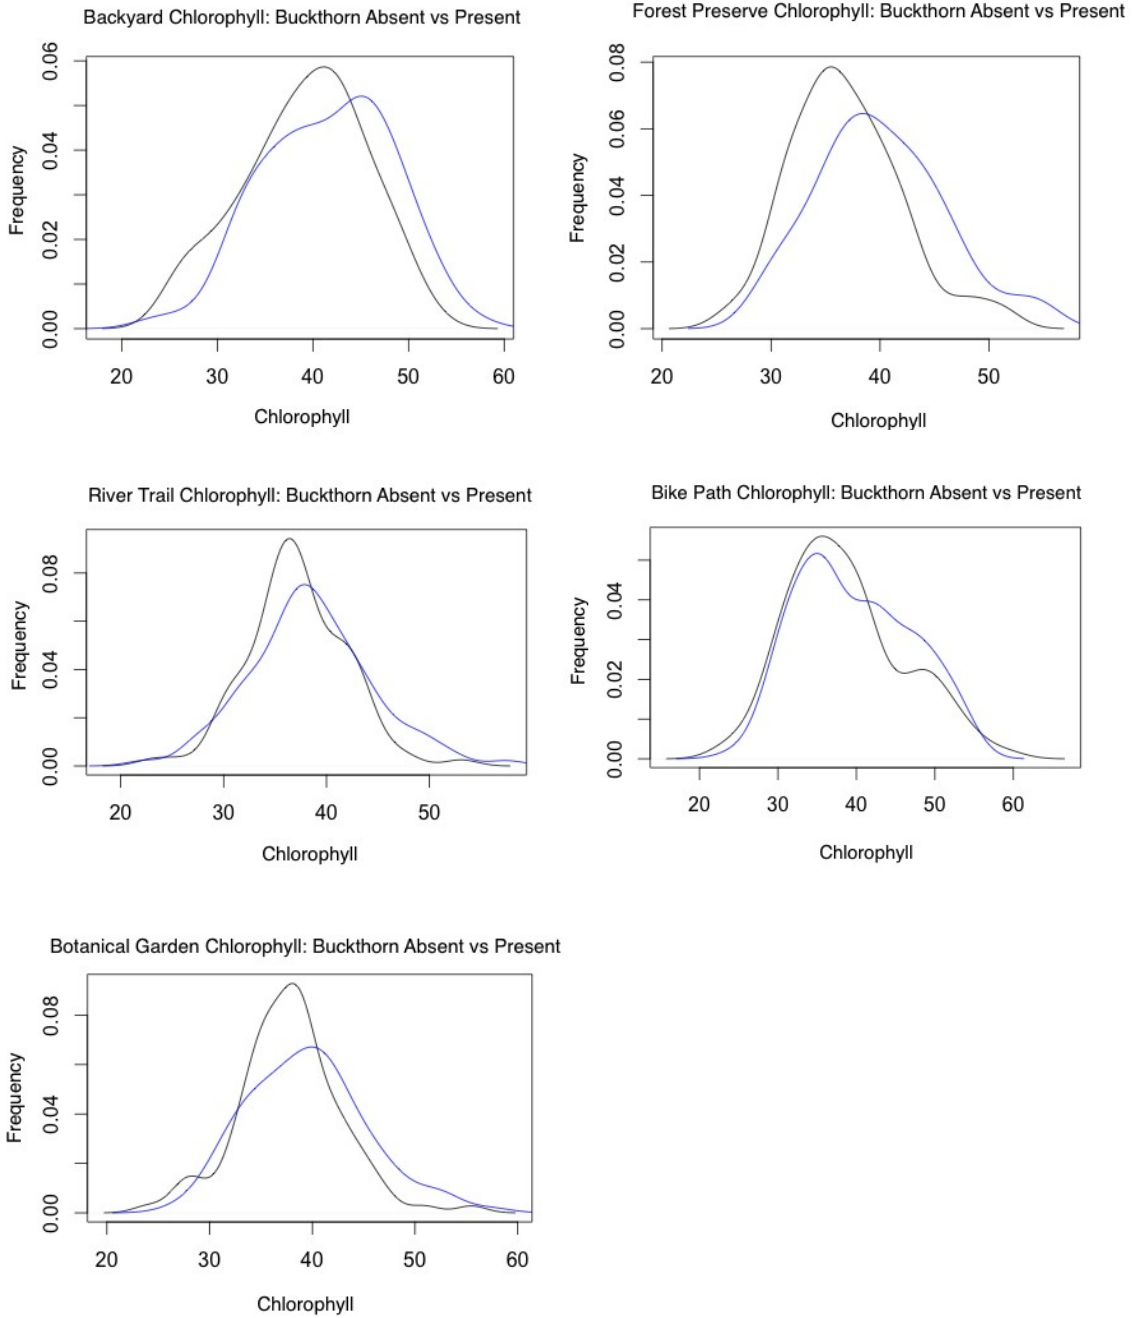 Backyard Chlorophyll: Buckthorn Absent vs Present
Frequency
0.06
0.04
0.02
0.00
20 30 40 50 60
Chlorophyll
Forest Preserve Chlorophyll: Buckthorn Absent vs Present
Frequency
0.08
0.06
0.04
0.02
0.00
20 30 40 50
Chlorophyll
River Trail Chlorophyll: Buckthorn Absent vs Present
Frequency
0.08
0.04
0.00
20 30 40 50
Chlorophyll
Bike Path Chlorophyll: Buckthorn Absent vs Present
Frequency
0.04
0.02
0.00
20 30 40 50 60
Chlorophyll
Botanical Garden Chlorophyll: Buckthorn Absent vs Present
Frequency
0.08
0.04
0.00
20 30 40 50 60
Chlorophyll